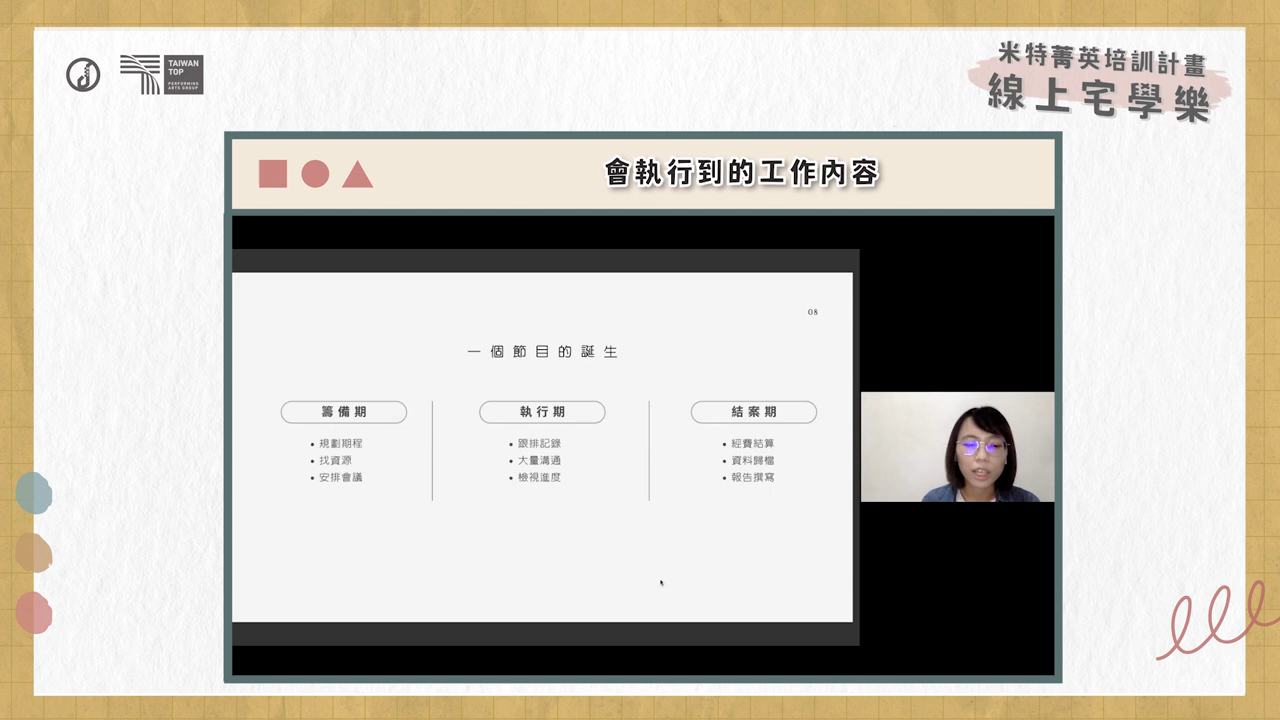 TAIWAN
TOP
PERFORMING
ARTS GROUP
米特菁英培訓計畫
線上宅學樂
會執行到的工作內容
08
一個節目的誕生
籌備期
• 規劃期程
• 找資源
• 安排會議
執行期
• 跟排記錄
• 大量溝通
• 檢視進度
結案期
• 經費結算
• 資料歸檔
• 報告撰寫